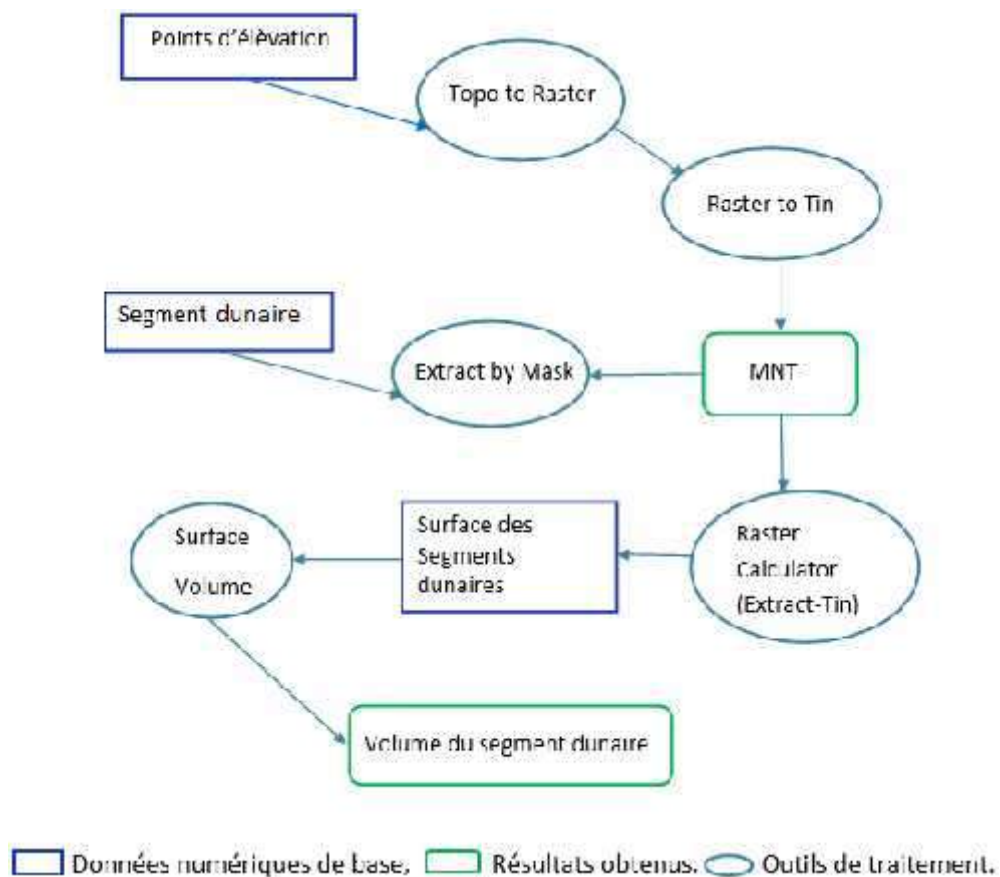 Points d'élèvation
Topo to Raster
Raster to Tin
Segment dunaire
Extract by Mask
MNT
Surface
Volume
Surface des
Segments
dunaires
Raster
Calculator
(Extract-Tin)
Volume du segment dunaire
Données numériques de base, Résultats obtenus. Outils de traitement.